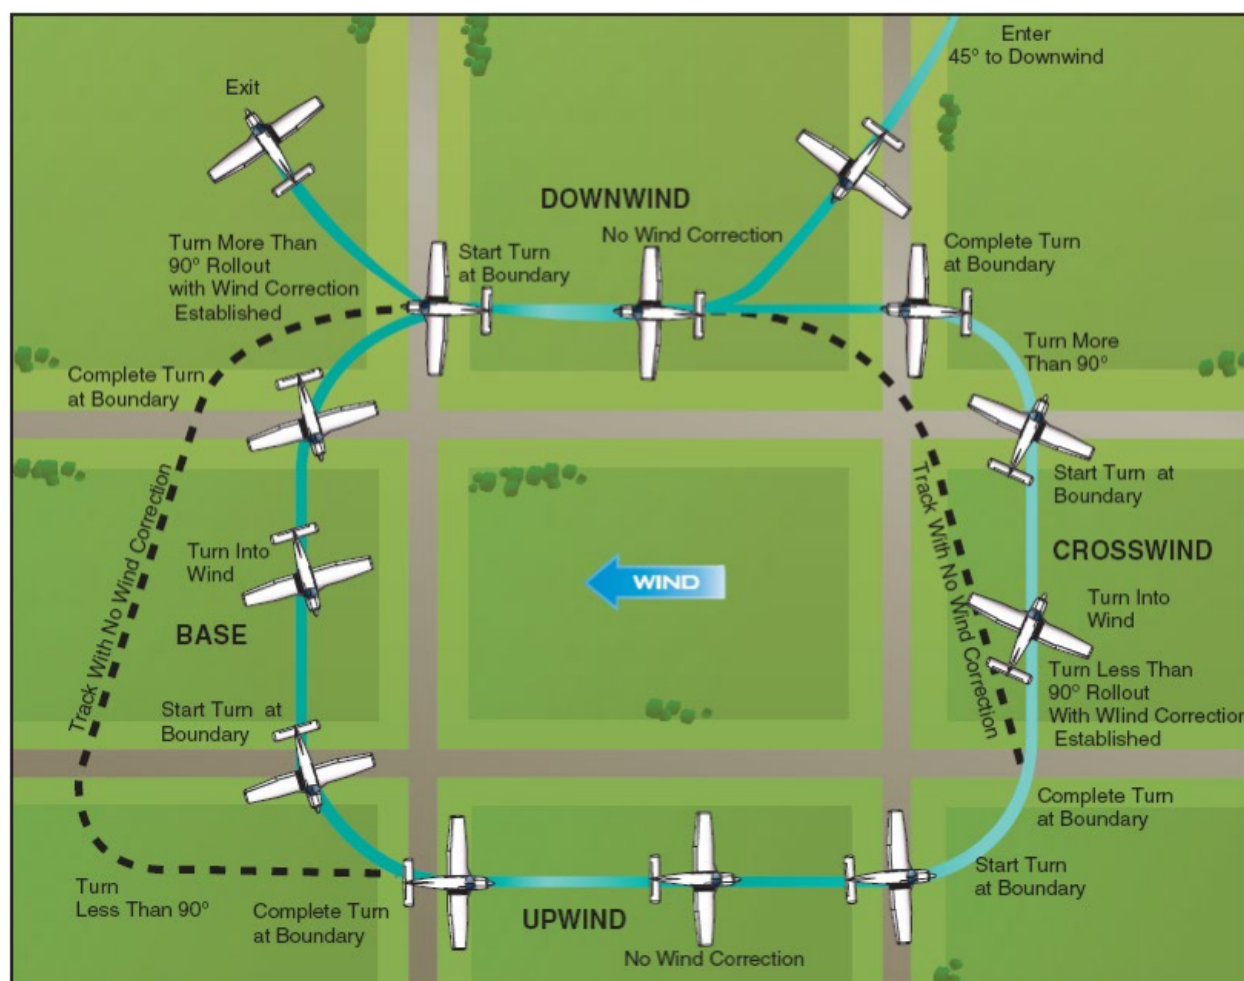 Enter
45° to Downwind
Exit
DOWNWIND
No Wind Correction
Turn More Than
90° Rollout
with Wind Correction
Established
Start Turn
at Boundary
Complete Turn
at Boundary
Turn More
Than 90°
Complete Turn
at Boundary
Track With No Wind Correction
Track With No Wind Correction
Start Turn at
Boundary
CROSSWIND
Turn Into
Wind
WIND
Turn Into
Wind
BASE
Turn Less Than
90° Rollout
With WIind Correction
Established
Start Turn at
Boundary
Complete Turn
at Boundary
Start Turn
at Boundary
Turn
Less Than 90°
Complete Turn
at Boundary
UPWIND
No Wind Correction